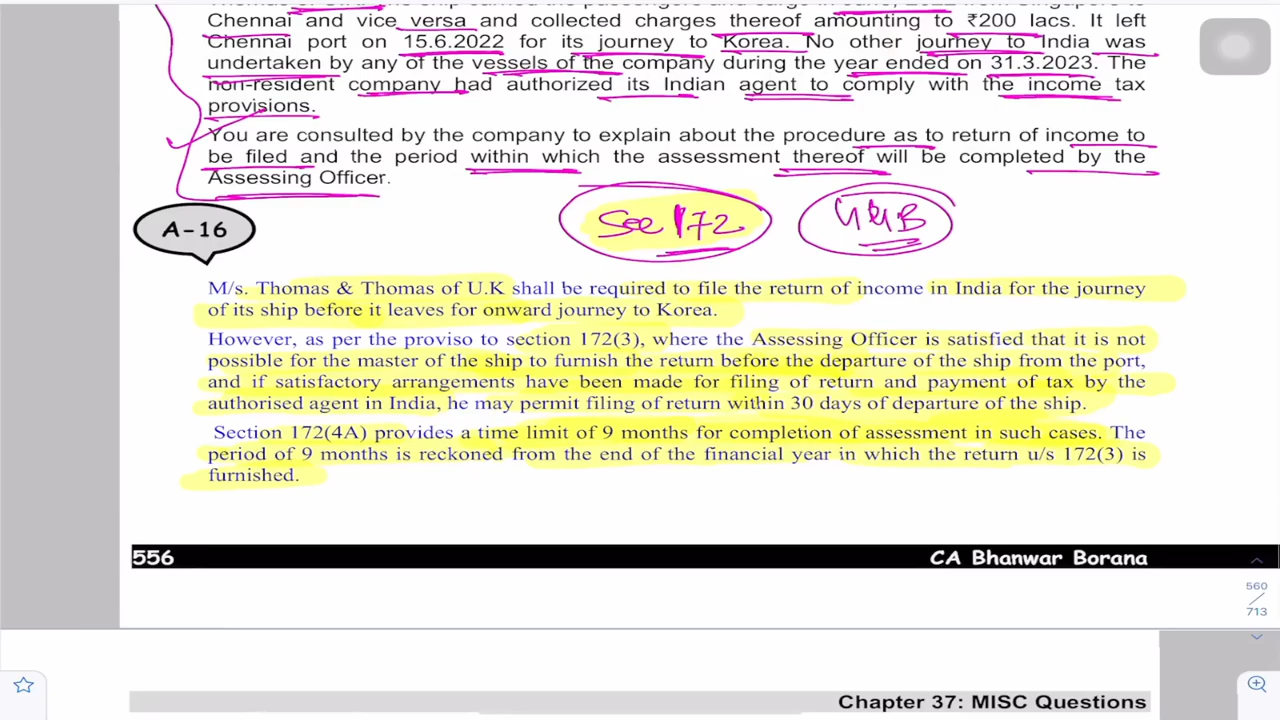 Chennai and vice versa and collected charges thereof amounting to ₹200 lacs. It left
Chennai port on 15.6.2022 for its journey to Korea. No other journey to India was
undertaken by any of the vessels of the company during the year ended on 31.3.2023. The
non-resident company had authorized its Indian agent to comply with the income tax
provisions.
You are consulted by the company to explain about the procedure as to return of income to
be filed and the period within which the assessment thereof will be completed by the
Assessing Officer.
See 172
44B
A-16
M/s. Thomas & Thomas of U.K shall be required to file the return of income in India for the journey
of its ship before it leaves for onward journey to Korea.
However, as per the proviso to section 172(3), where the Assessing Officer is satisfied that it is not
possible for the master of the ship to furnish the return before the departure of the ship from the port,
and if satisfactory arrangements have been made for filing of return and payment of tax by the
authorised agent in India, he may permit filing of return within 30 days of departure of the ship.
Section 172(4A) provides a time limit of 9 months for completion of assessment in such cases. The
period of 9 months is reckoned from the end of the financial year in which the return u/s 172(3) is
furnished.
556 CA Bhanwar Borana
560
/
713
Chapter 37: MISC Questions